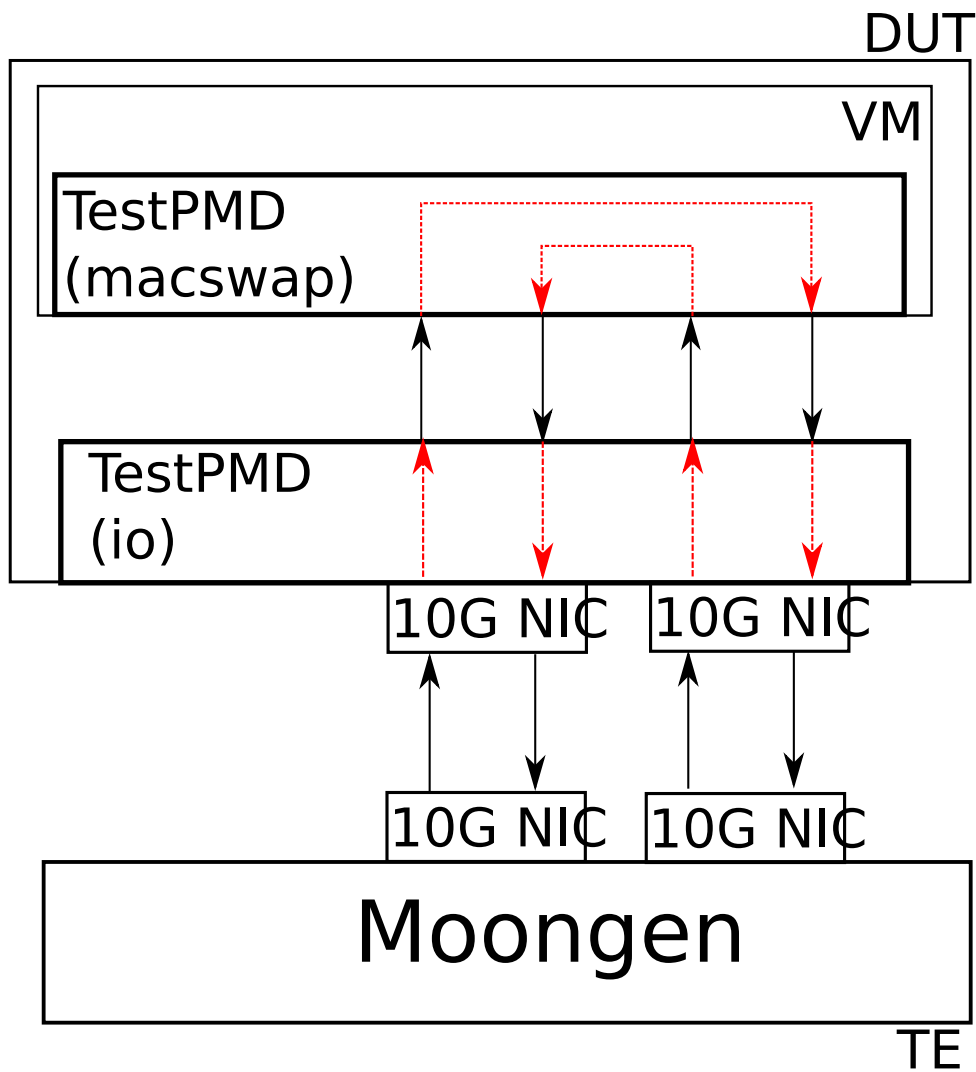 DUT
VM
TestPMD
(macswap)
TestPMD
(io)
10G NIC
10G NIC
10G NIC
10G NIC
Moongen
TE